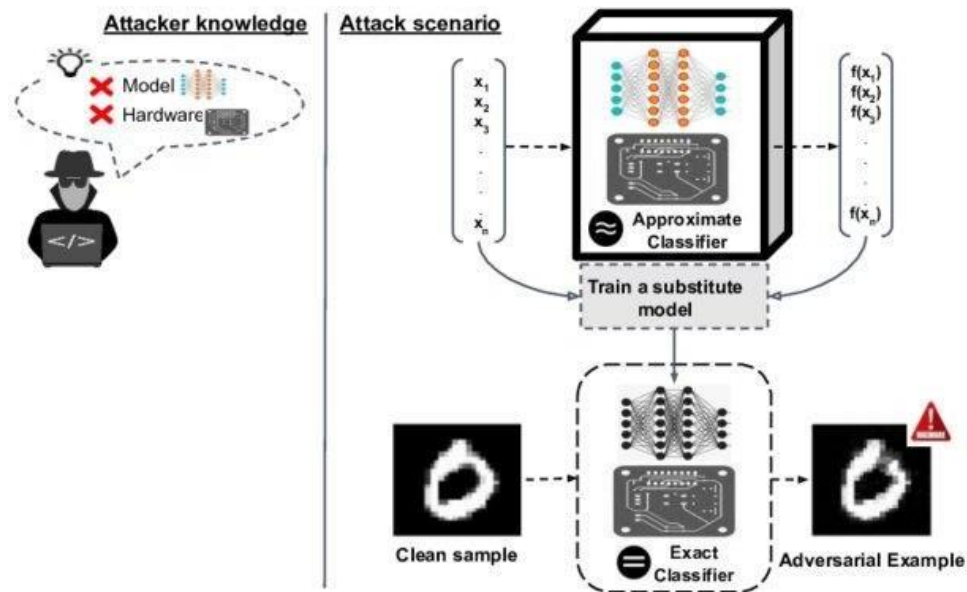 Attacker knowledge
Model
Hardware
</>
Attack scenario
x1
x2
x3
.
.
.
.
xn
≈ Approximate
Classifier
f(x1)
f(x2)
f(x3)
.
.
.
.
f(xn)
Train a substitute
model
Clean sample
= Exact
Classifier
Adversarial Example